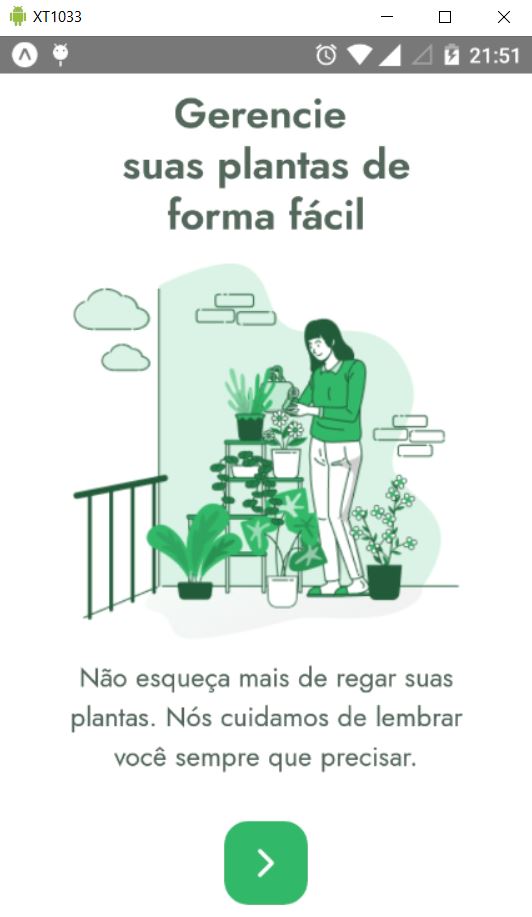 XT1033
21:51
Gerencie
suas plantas de
forma fácil
Não esqueça mais de regar suas
plantas. Nós cuidamos de lembrar
você sempre que precisar.